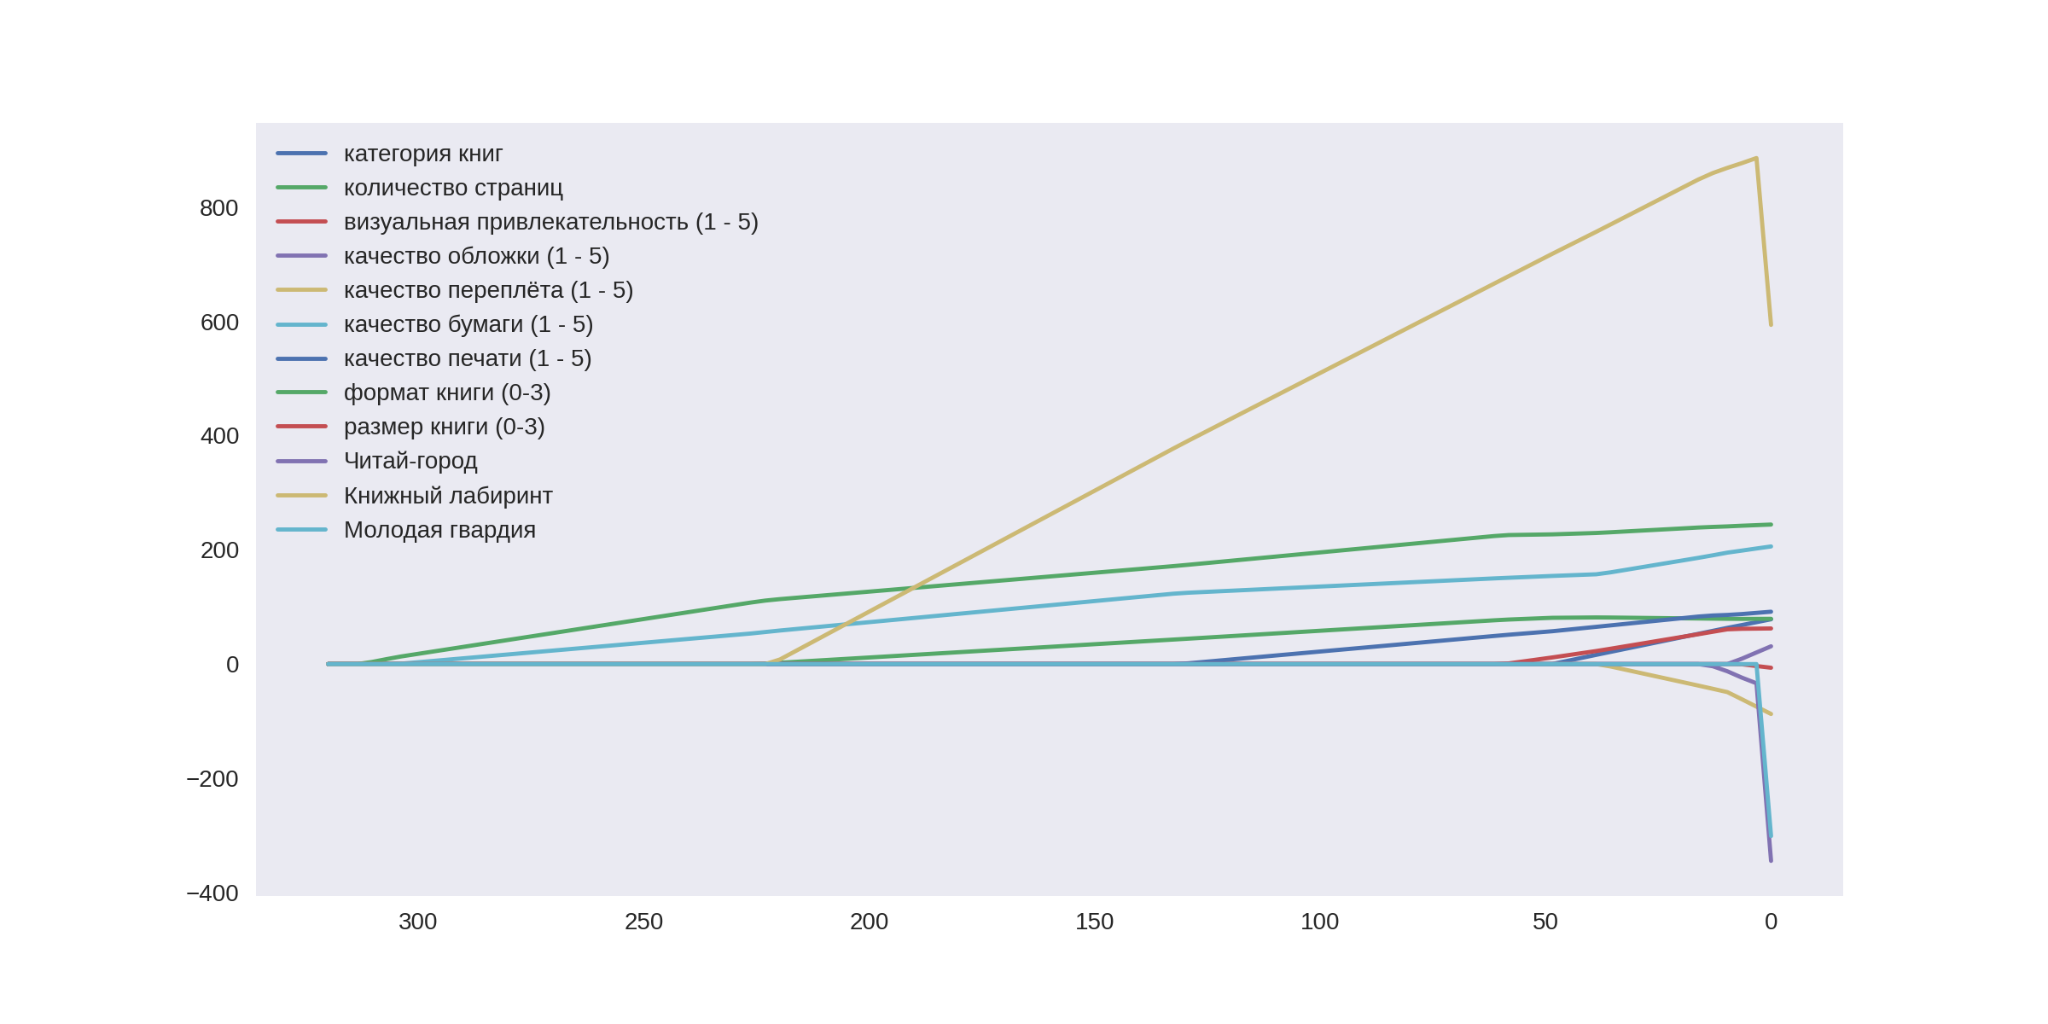 категория книг
количество страниц
визуальная привлекательность (1 - 5)
качество обложки (1 - 5)
качество переплёта (1 - 5)
качество бумаги (1 - 5)
качество печати (1 - 5)
формат книги (0-3)
размер книги (0-3)
Читай-город
Книжный лабиринт
Молодая гвардия
800
600
400
200
0
−200
−400
300 250 200 150 100 50 0